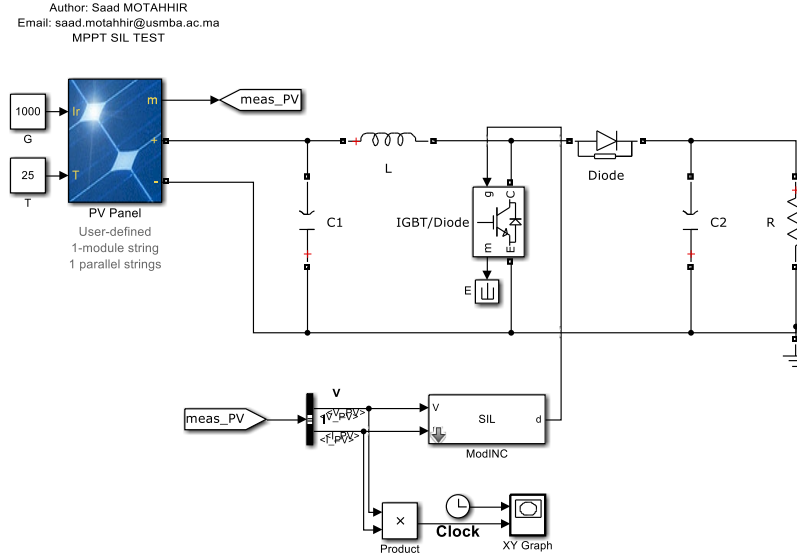 Author: Saad MOTAHHIR
Email: saad.motahhir@usmba.ac.ma
MPPT SIL TEST
1000
G
25
T
Ir
T
m
+
-
PV Panel
User-defined
1-module string
1 parallel strings
meas_PV
L
C1
IGBT/Diode
g
C
m
E
E
Diode
C2
R
meas_PV
V
<V_PV>
<I_PV>
V
SIL
d
ModINC
×
Product
Clock
XY Graph